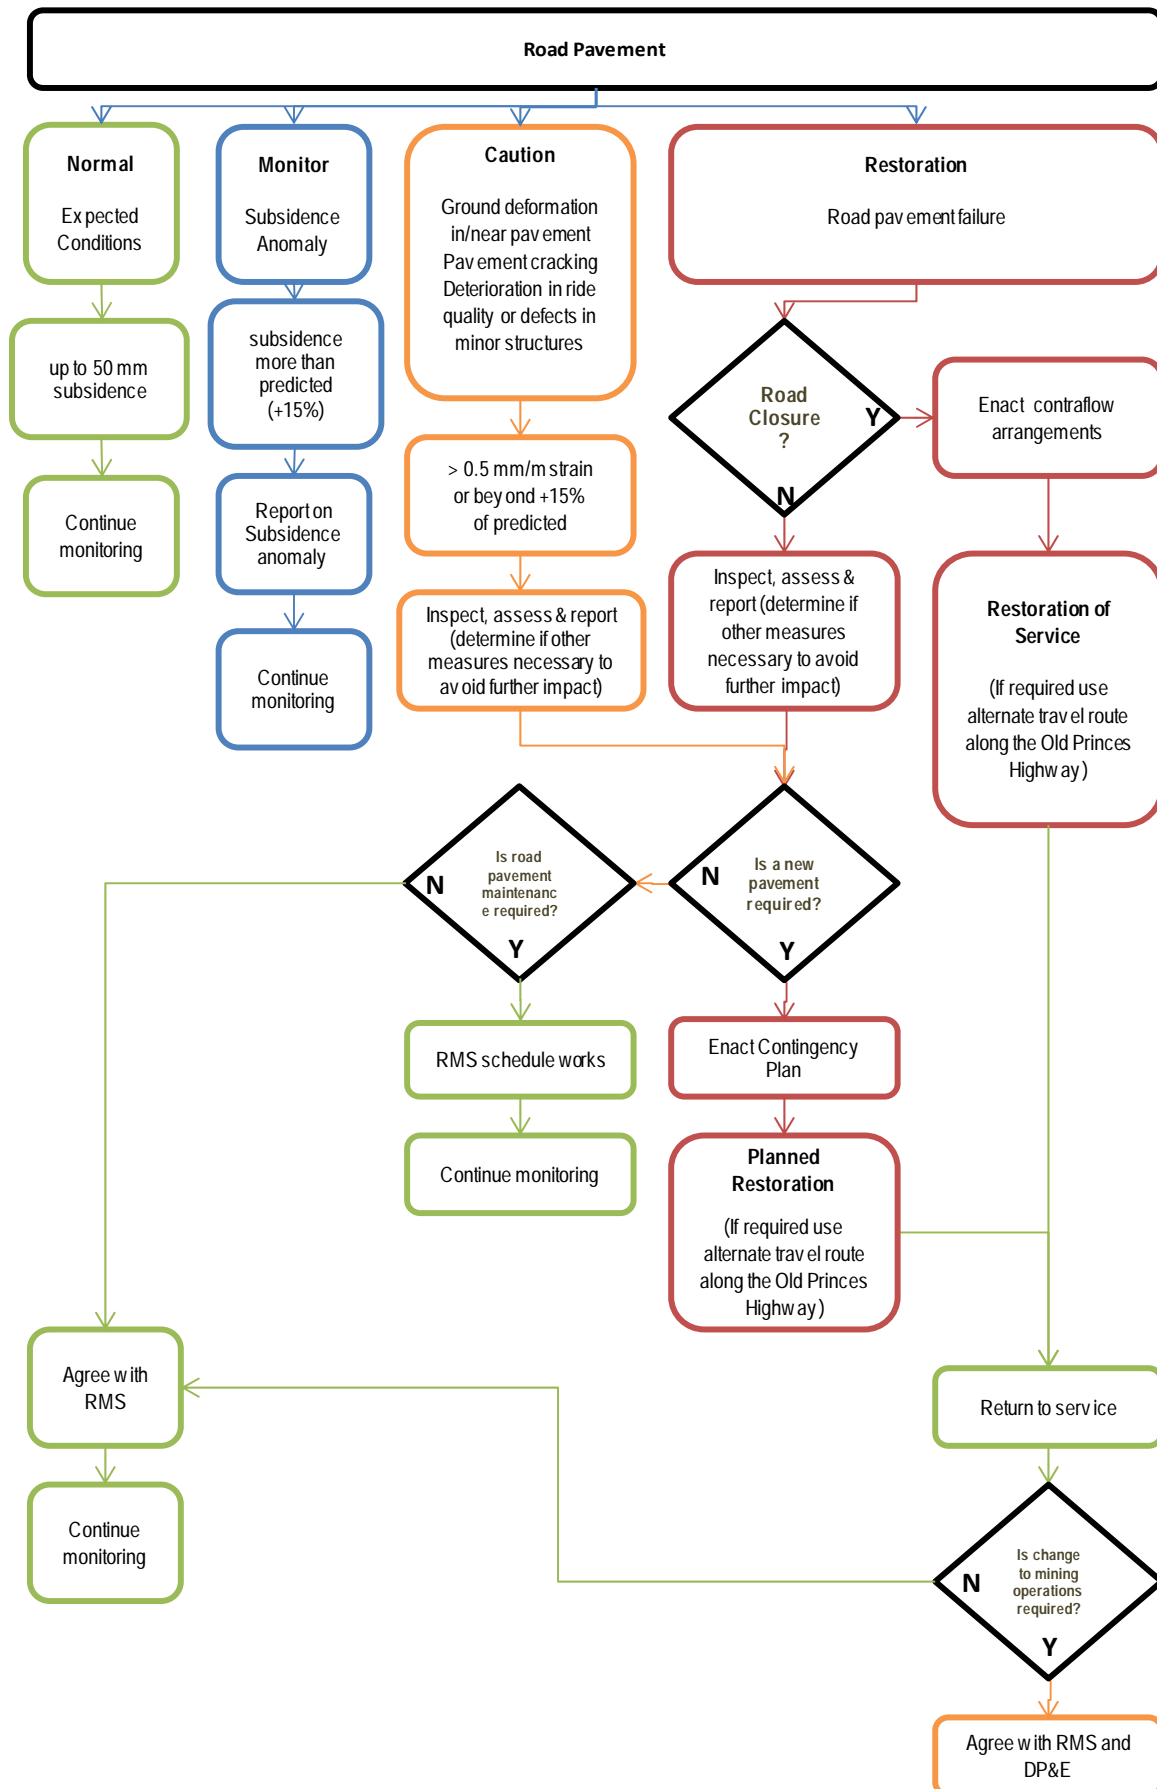 Road Pavement
Normal
Expected
Conditions
up to 50 mm
subsidence
Continue
monitoring
Monitor
Subsidence
Anomaly
subsidence
more than
predicted
(+15%)
Report on
Subsidence
anomaly
Continue
monitoring
Caution
Ground deformation
in/near pavement
Pavement cracking
Deterioration in ride
quality or defects in
minor structures
> 0.5 mm/m strain
or beyond +15%
of predicted
Inspect, assess & report
(determine if other
measures necessary to
avoid further impact)
Restoration
Road pavement failure
Road
Closure
?
Y
N
Enact contraflow
arrangements
Inspect, assess &
report (determine if
other measures
necessary to avoid
further impact)
Restoration of
Service
(If required use
alternate travel route
along the Old Princes
Highway)
Is a new
pavement
required?
N
Y
Is road
pavement
maintenanc
e required?
N
Y
RMS schedule works
Continue monitoring
Enact Contingency
Plan
Planned
Restoration
(If required use
alternate travel route
along the Old Princes
Highway)
Agree with
RMS
Continue
monitoring
Return to service
Is change
to mining
operations
required?
N
Y
Agree with RMS and
DP&E